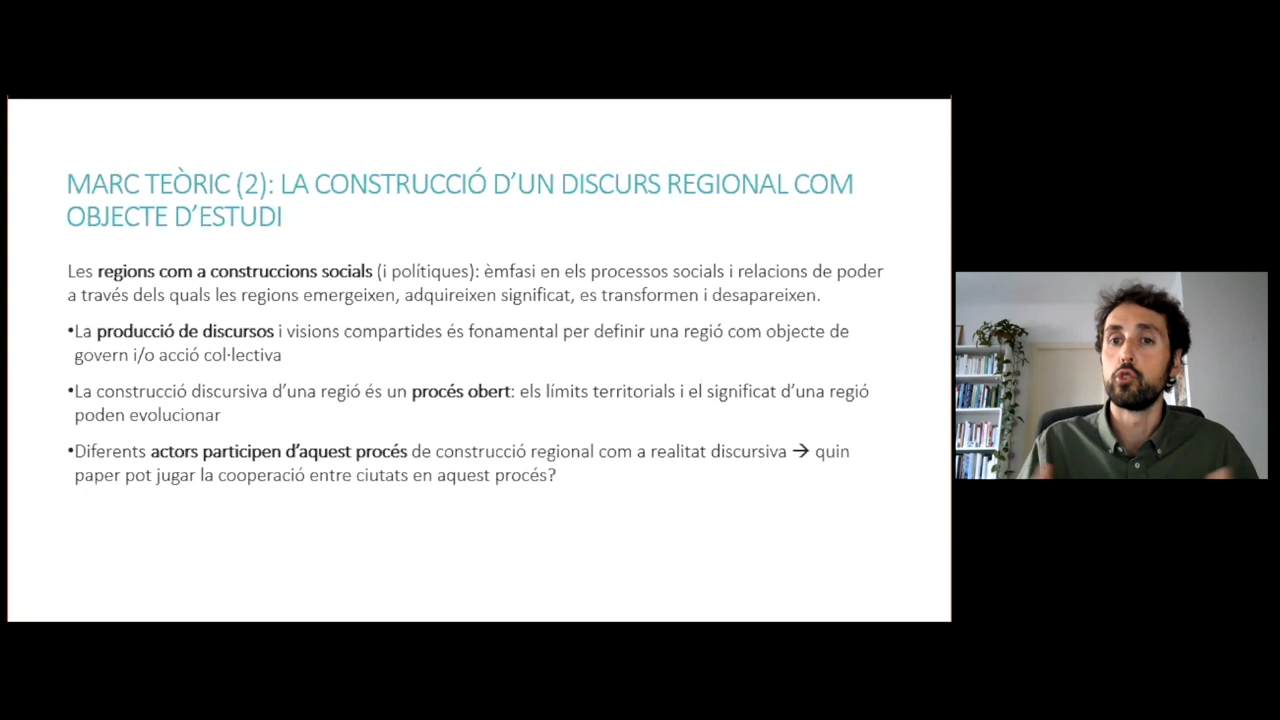 MARC TEÒRIC (2): LA CONSTRUCCIÓ D’UN DISCURS REGIONAL COM
OBJECTE D’ESTUDI
Les regions com a construccions socials (i polítiques): èmfasi en els processos socials i relacions de poder
a través dels quals les regions emergeixen, adquireixen significat, es transformen i desapareixen.
•La producció de discursos i visions compartides és fonamental per definir una regió com objecte de
govern i/o acció col·lectiva
•La construcció discursiva d’una regió és un procés obert: els límits territorials i el significat d’una regió
poden evolucionar
•Diferents actors participen d’aquest procés de construcció regional com a realitat discursiva → quin
paper pot jugar la cooperació entre ciutats en aquest procés?